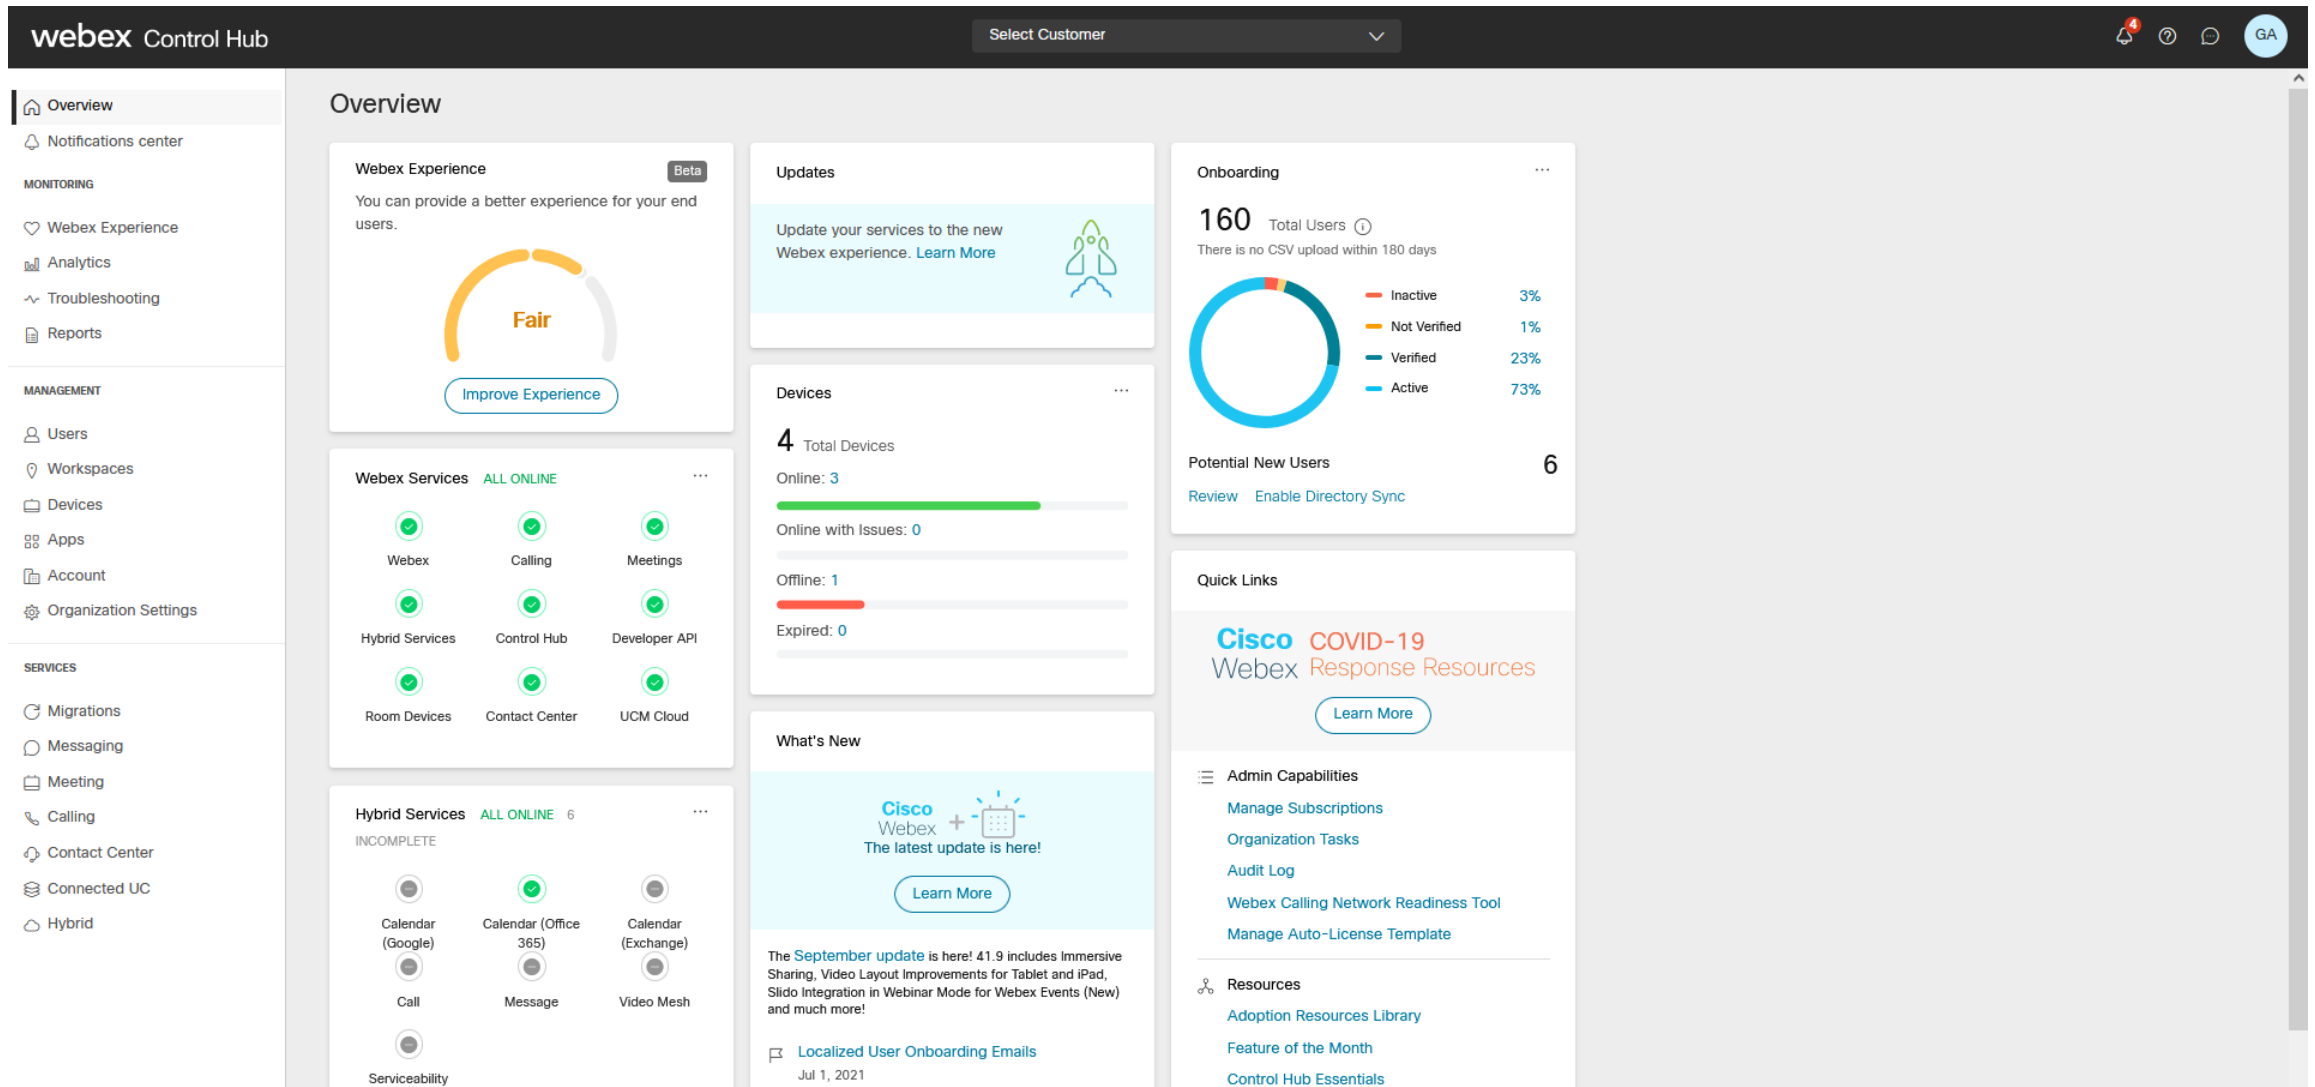 webex Control Hub
Select Customer
4
GA
Overview
Notifications center
MONITORING
Webex Experience
Analytics
Troubleshooting
Reports
MANAGEMENT
Users
Workspaces
Devices
Apps
Account
Organization Settings
SERVICES
Migrations
Messaging
Meeting
Calling
Contact Center
Connected UC
Hybrid
Overview
Webex Experience Beta
You can provide a better experience for your end
users.
Fair
Improve Experience
Webex Services ALL ONLINE
Webex Calling Meetings
Hybrid Services Control Hub Developer API
Room Devices Contact Center UCM Cloud
Hybrid Services ALL ONLINE 6
INCOMPLETE
Calendar (Google)
Calendar (Office 365)
Calendar (Exchange)
Call Message Video Mesh
Serviceability
Updates
Update your services to the new
Webex experience. Learn More
Devices
4 Total Devices
Online: 3
Online with Issues: 0
Offline: 1
Expired: 0
What's New
Cisco
Webex
The latest update is here!
Learn More
The September update is here! 41.9 includes Immersive
Sharing, Video Layout Improvements for Tablet and iPad,
Slido Integration in Webinar Mode for Webex Events (New)
and much more!
Localized User Onboarding Emails
Jul 1, 2021
Onboarding
160 Total Users
There is no CSV upload within 180 days
Inactive 3%
Not Verified 1%
Verified 23%
Active 73%
Potential New Users 6
Review Enable Directory Sync
Quick Links
Cisco COVID-19
Webex Response Resources
Learn More
Admin Capabilities
Manage Subscriptions
Organization Tasks
Audit Log
Webex Calling Network Readiness Tool
Manage Auto-License Template
Resources
Adoption Resources Library
Feature of the Month
Control Hub Essentials